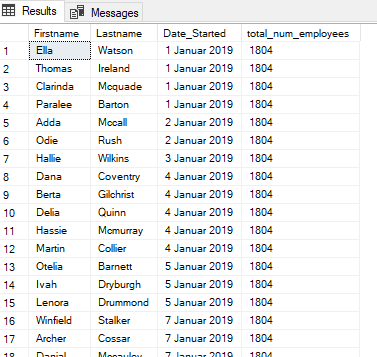 Results Messages
Firstname Lastname Date_Started total_num_employees
1 Ella Watson 1 Januar 2019 1804
2 Thomas Ireland 1 Januar 2019 1804
3 Clarinda Mcquade 1 Januar 2019 1804
4 Paralee Barton 1 Januar 2019 1804
5 Adda Mccall 2 Januar 2019 1804
6 Odie Rush 2 Januar 2019 1804
7 Hallie Wilkins 3 Januar 2019 1804
8 Dana Coventry 4 Januar 2019 1804
9 Berta Gilchrist 4 Januar 2019 1804
10 Delia Quinn 4 Januar 2019 1804
11 Hassie Mcmurray 4 Januar 2019 1804
12 Martin Collier 4 Januar 2019 1804
13 Otelia Barnett 5 Januar 2019 1804
14 Ivah Dryburgh 5 Januar 2019 1804
15 Lenora Drummond 5 Januar 2019 1804
16 Winfield Stalker 7 Januar 2019 1804
17 Archer Cossar 7 Januar 2019 1804
18 Danial Mccauley 7 Januar 2019 1804